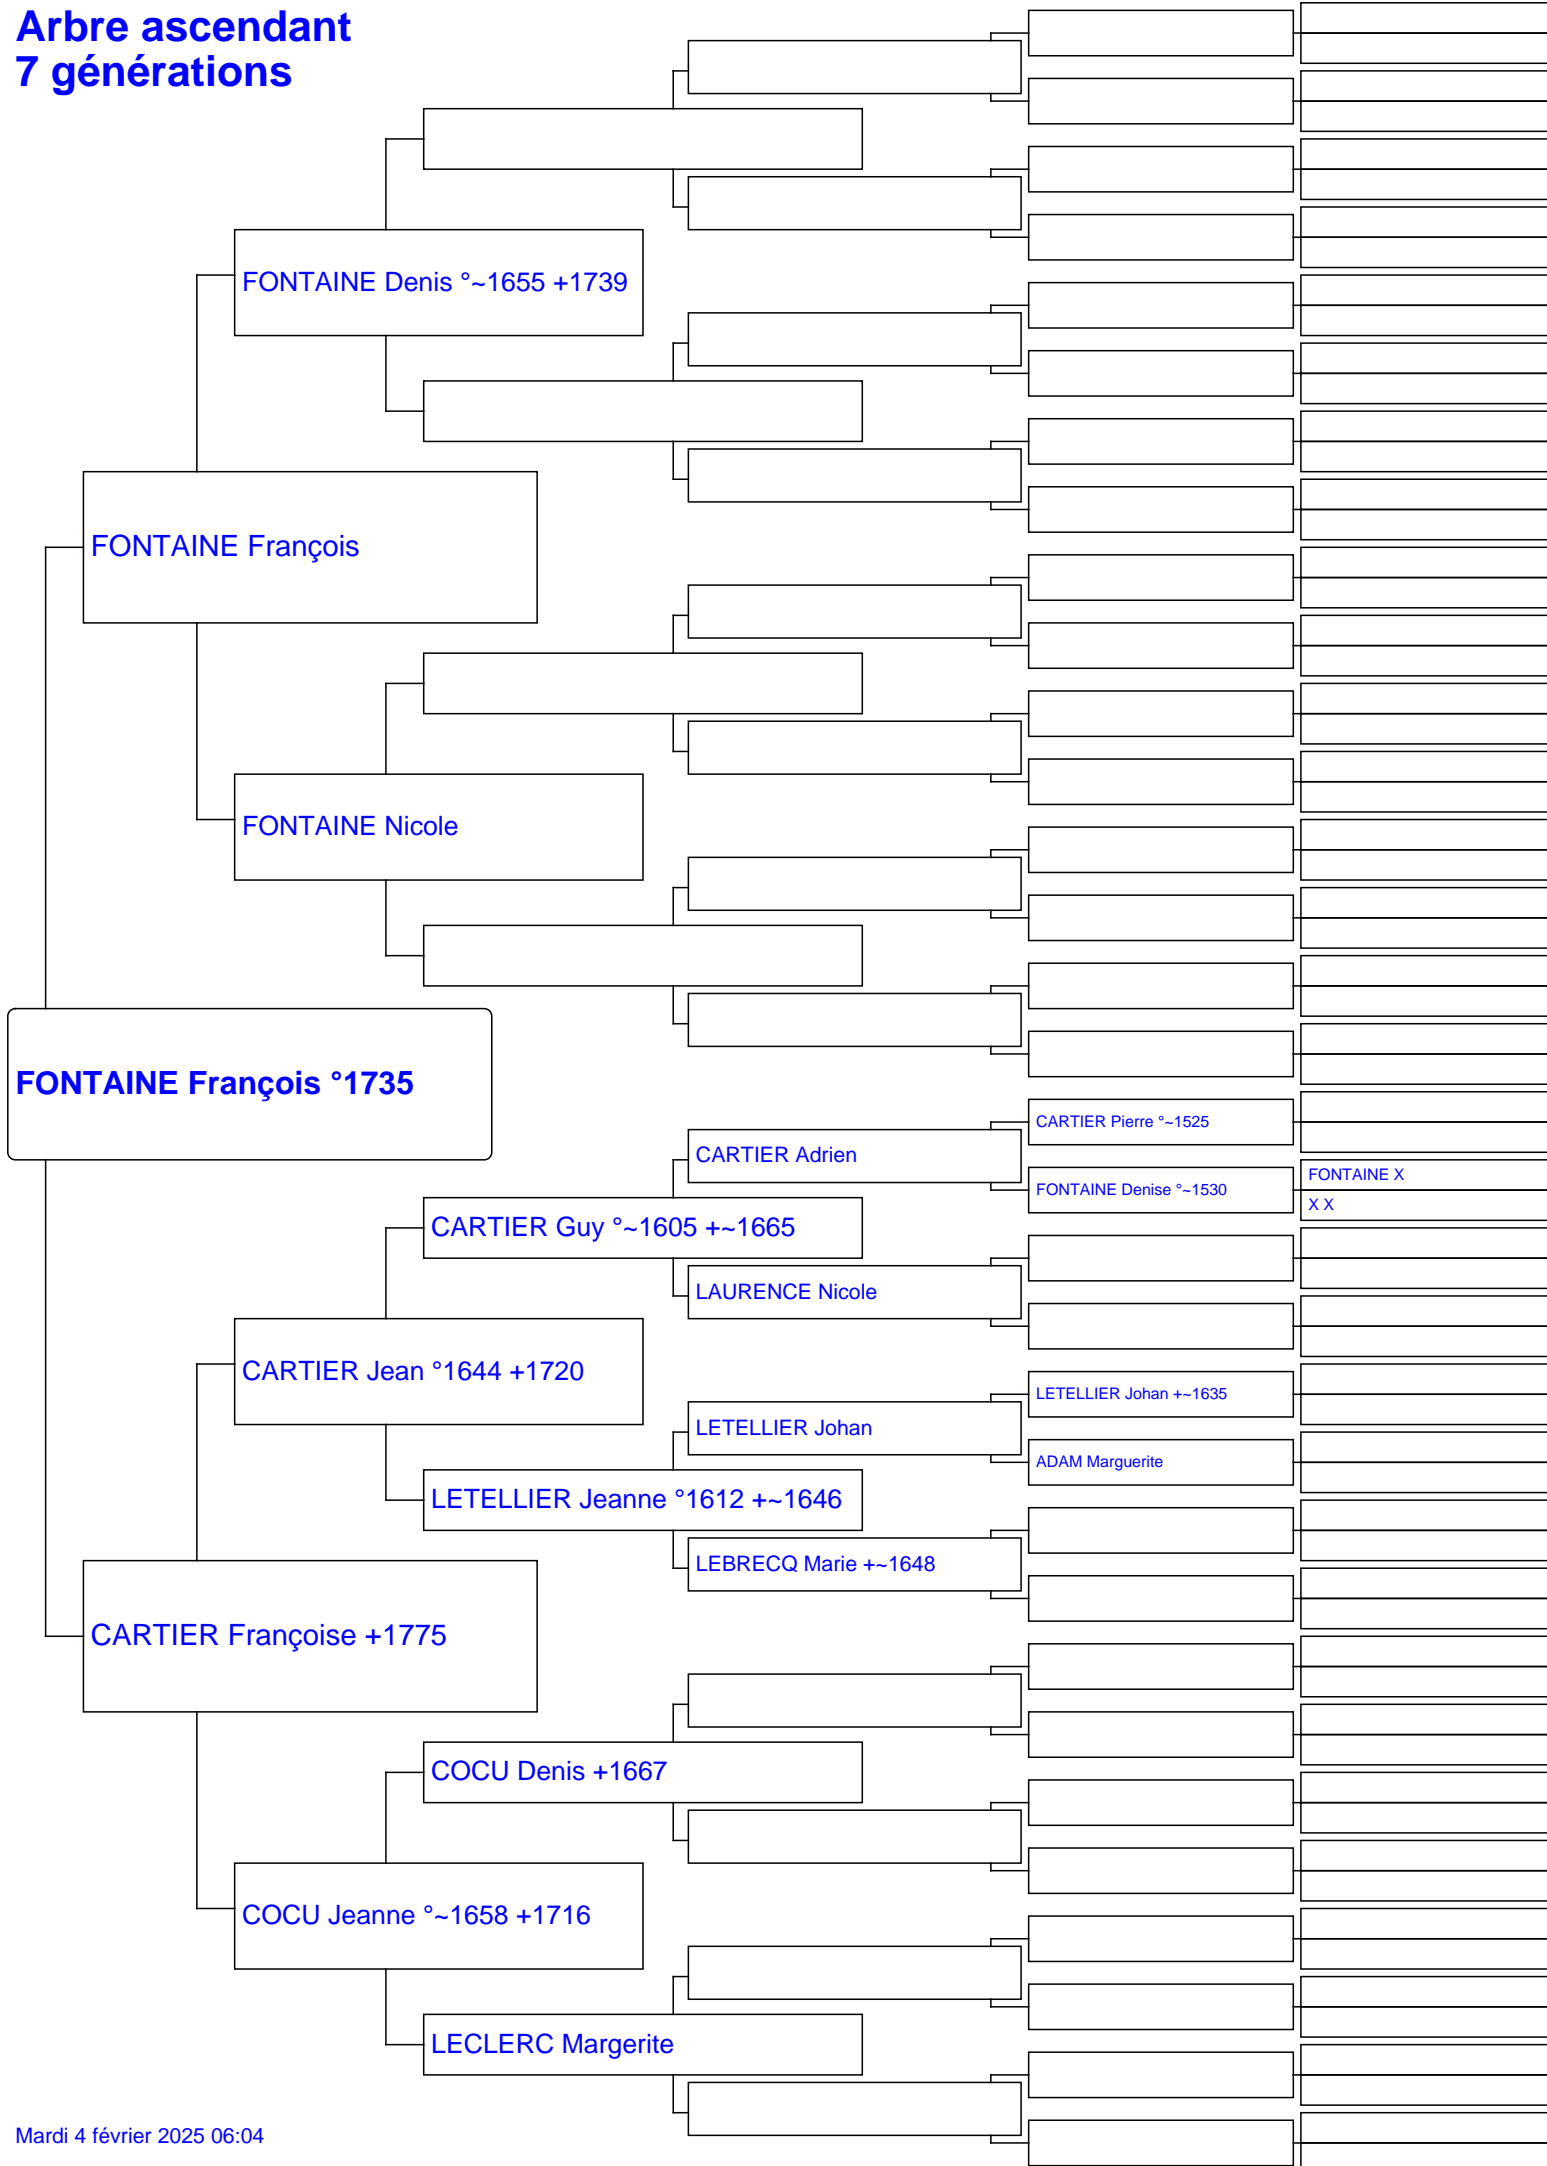 Arbre ascendant
7 générations
FONTAINE Denis °~1655 +1739
FONTAINE François
FONTAINE Nicole
FONTAINE François °1735
CARTIER Pierre °~1525
CARTIER Adrien
FONTAINE X
FONTAINE Denise °~1530
X X
CARTIER Guy °~1605 +~1665
LAURENCE Nicole
CARTIER Jean °1644 +1720
LETELLIER Johan +~1635
LETELLIER Johan
ADAM Marguerite
LETELLIER Jeanne °1612 +~1646
LEBRECQ Marie +~1648
CARTIER Françoise +1775
COCU Denis +1667
COCU Jeanne °~1658 +1716
LECLERC Margerite
Mardi 4 février 2025 06:04